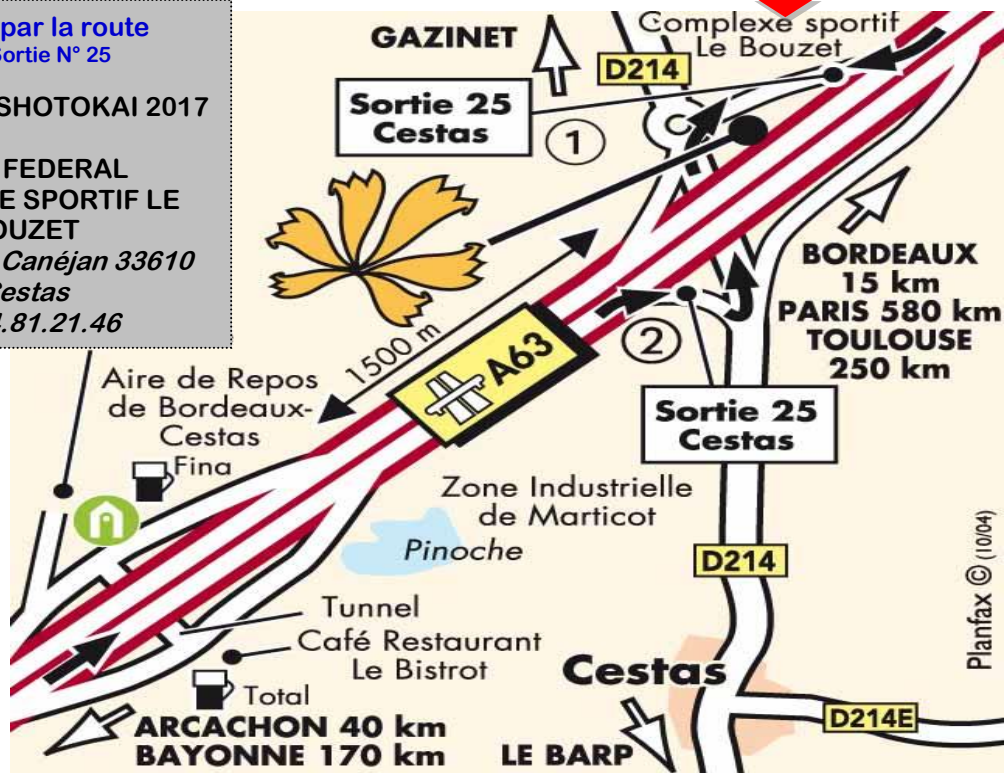 par la route
Sortie N° 25
SHOTOKAI 2017
FEDERAL
E SPORTIF LE
OUZET
Canéjan 33610
Cestas
.81.21.46
GAZINET
D214
Complexe sportif
Le Bouzet
Sortie 25
Cestas
1
BORDEAUX
15 km
PARIS 580 km
TOULOUSE
250 km
1500 m
A63
2
Sortie 25
Cestas
Aire de Repos
de Bordeaux-
Cestas
Fina
Zone Industrielle
de Marticot
Pinoche
D214
Tunnel
Café Restaurant
Le Bistrot
Total
Cestas
D214E
ARCACHON 40 km
BAYONNE 170 km
LE BARP
Planfax © (10/04)